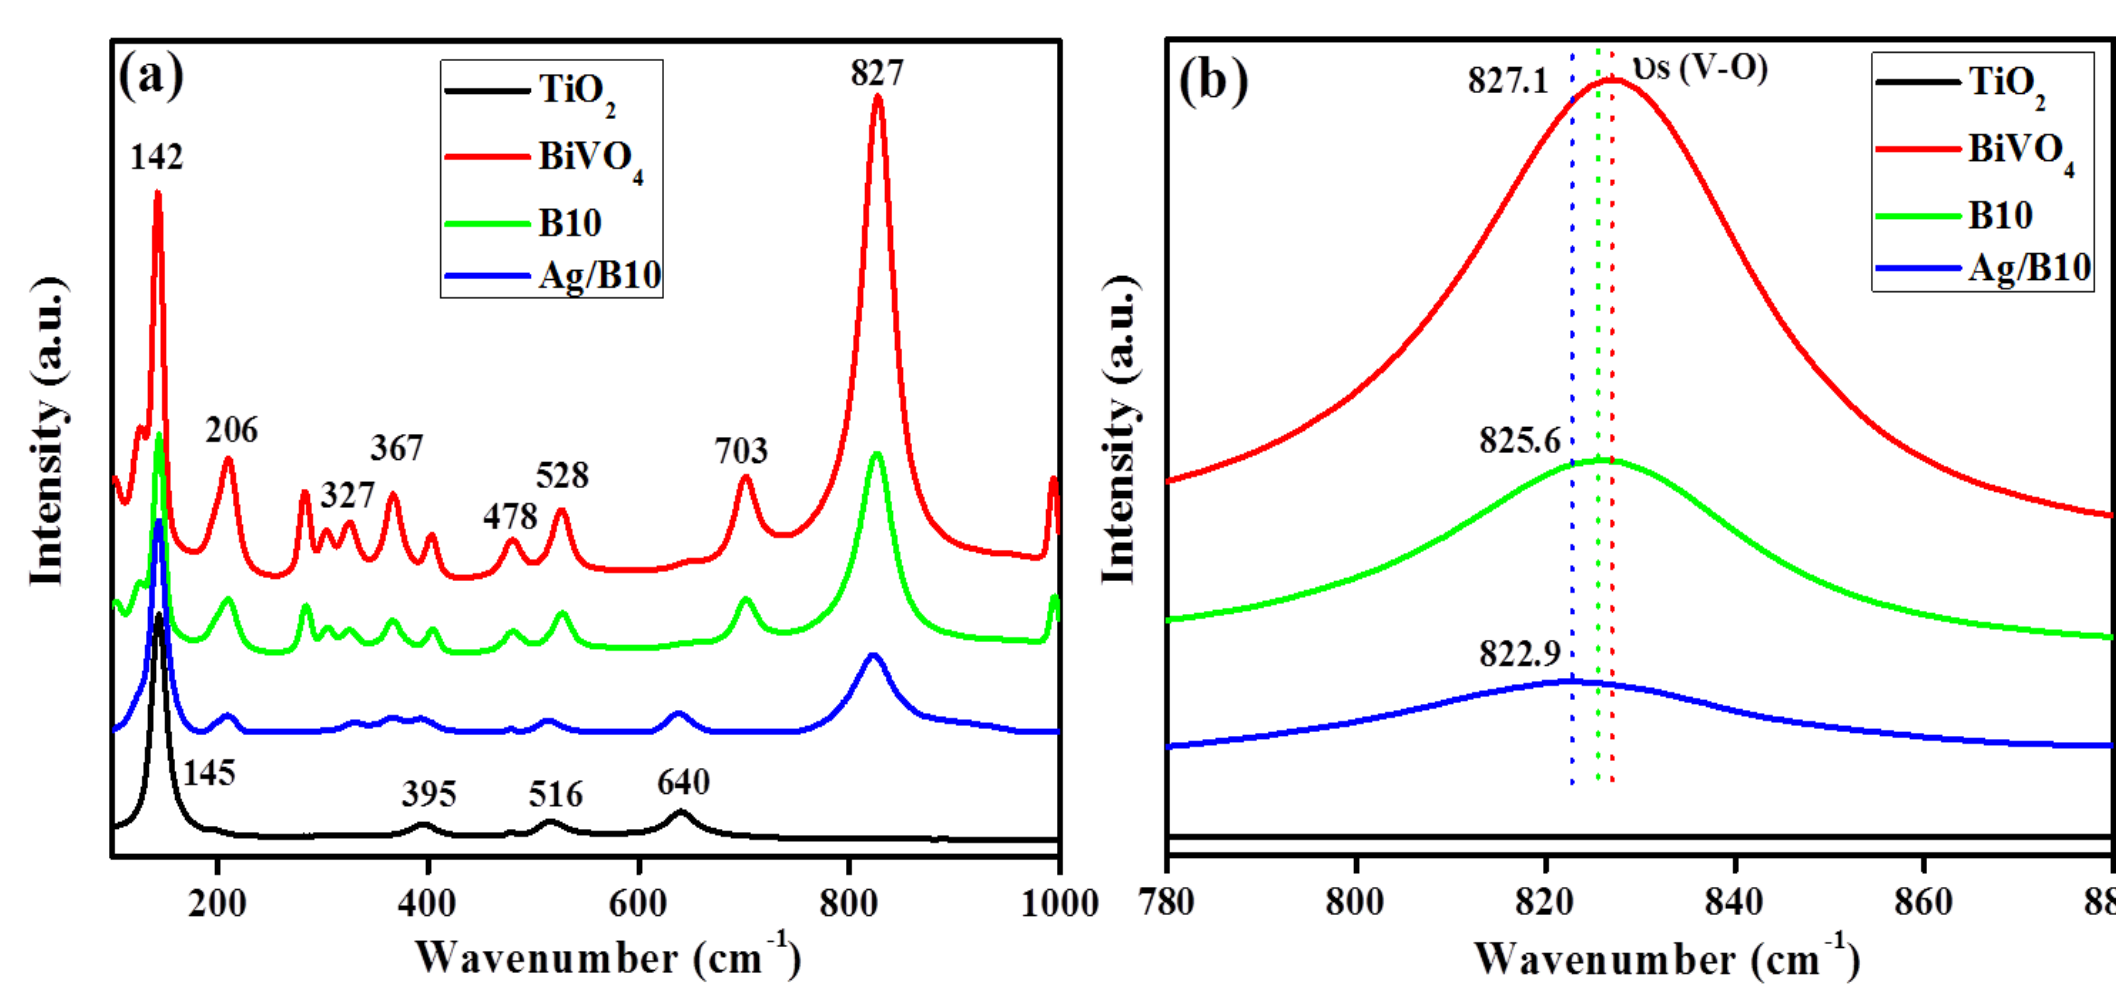 (a)
TiO2
BiVO4
B10
Ag/B10
142
206
327
367
478
528
703
827
145
395
516
640
Intensity (a.u.)
200 400 600 800 1000
Wavenumber (cm-1)
(b)
827.1
υs (V-O)
TiO2
BiVO4
B10
Ag/B10
825.6
822.9
Intensity (a.u.)
780 800 820 840 860 88
Wavenumber (cm-1)